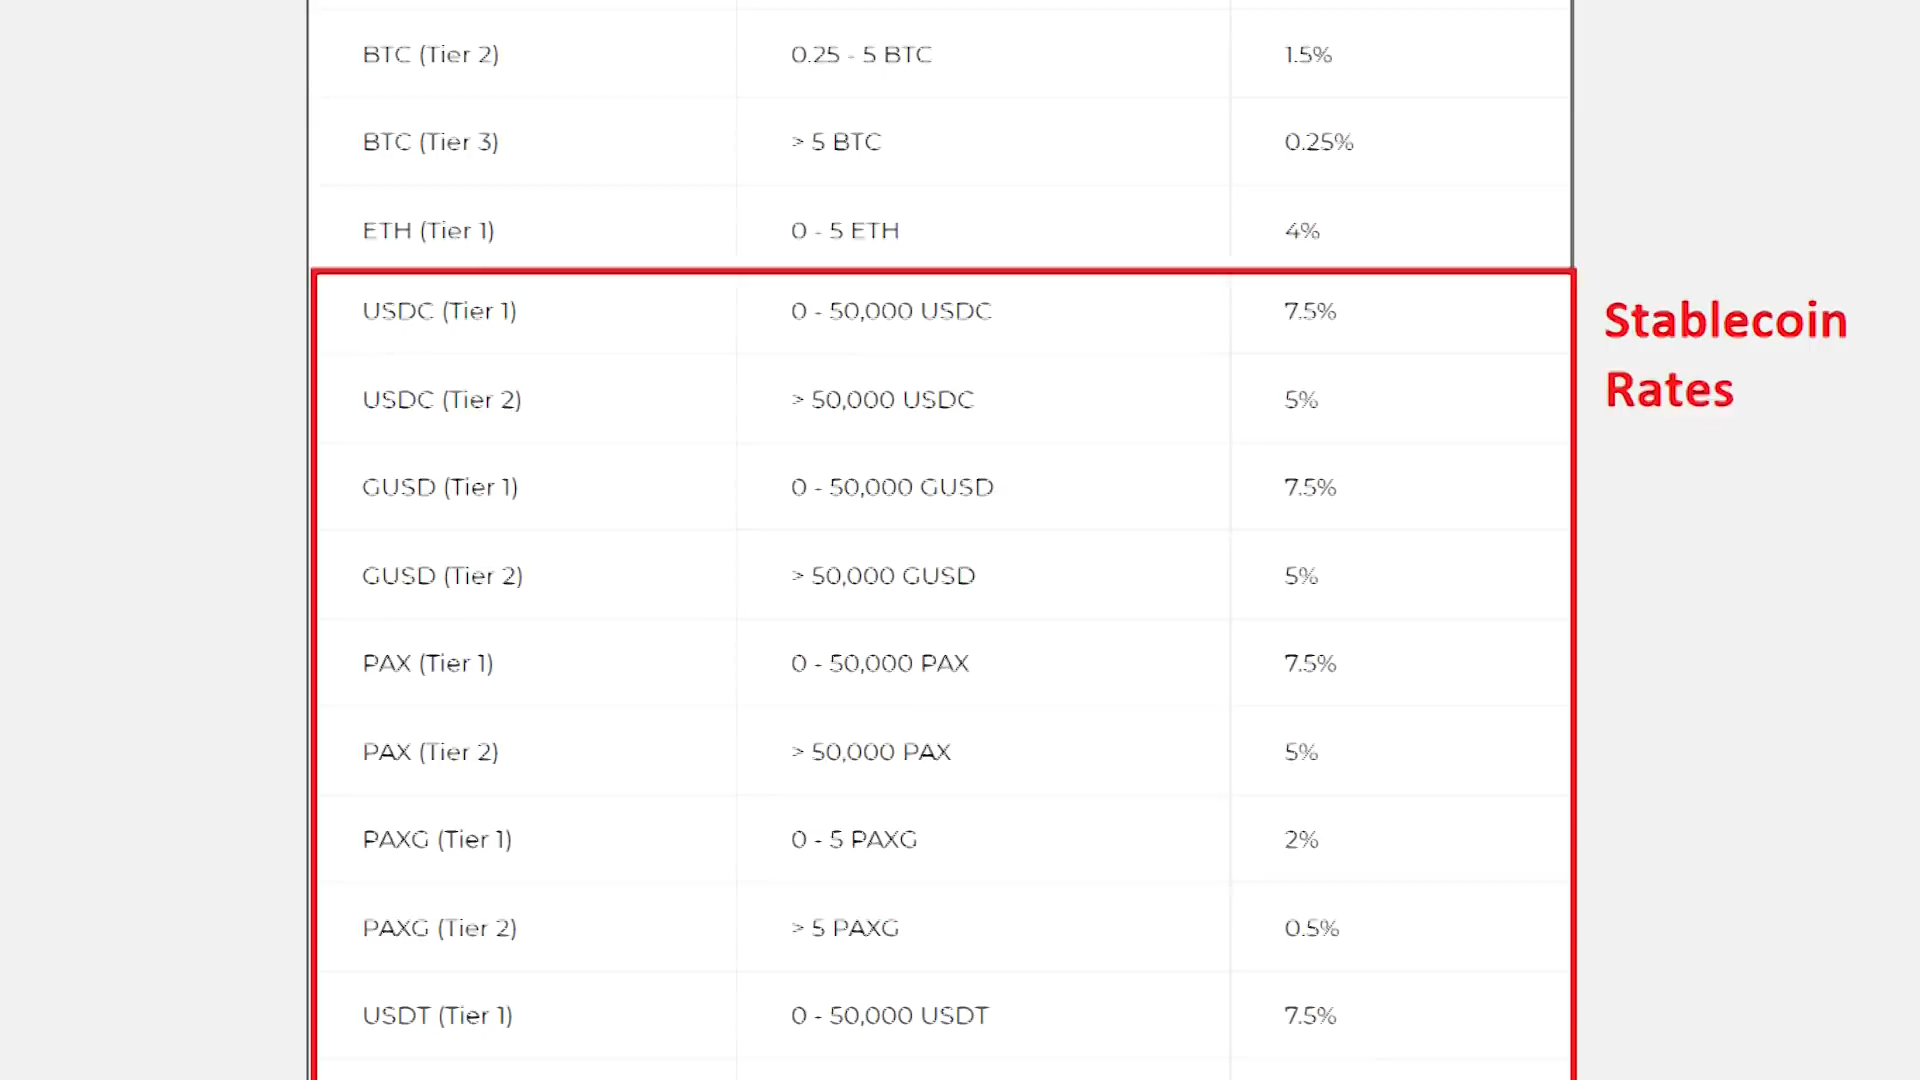 BTC (Tier 2) 0.25 - 5 BTC 1.5%
BTC (Tier 3) > 5 BTC 0.25%
ETH (Tier 1) 0 - 5 ETH 4%
USDC (Tier 1) 0 - 50,000 USDC 7.5%
USDC (Tier 2) > 50,000 USDC 5%
GUSD (Tier 1) 0 - 50,000 GUSD 7.5%
GUSD (Tier 2) > 50,000 GUSD 5%
PAX (Tier 1) 0 - 50,000 PAX 7.5%
PAX (Tier 2) > 50,000 PAX 5%
PAXG (Tier 1) 0 - 5 PAXG 2%
PAXG (Tier 2) > 5 PAXG 0.5%
USDT (Tier 1) 0 - 50,000 USDT 7.5%
Stablecoin
Rates